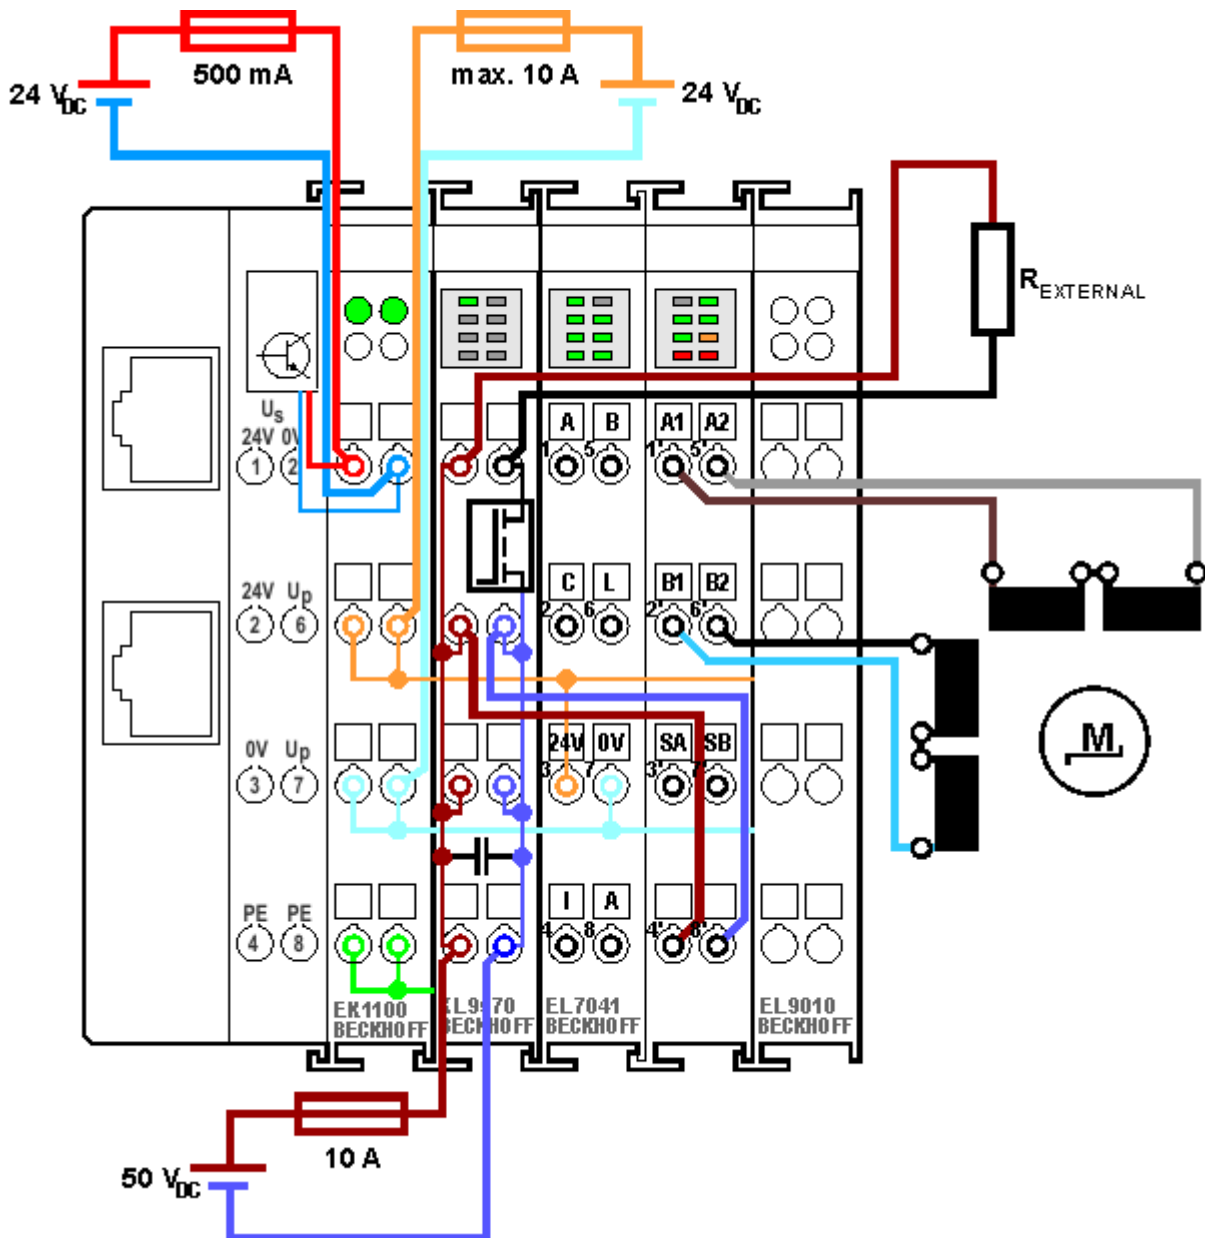 500 mA
max. 10 A
24 VDC
24 VDC
REXTERNAL
Us
24V 0V
1 2
A B
1 5
A1 A2
1' 5'
24V Up
2 6
C L
2 6
B1 B2
2' 6'
0V Up
3 7
24V 0V
3 7
SA SB
3' 7'
M
PE PE
4 8
I A
4 8
4' 8'
EK1100
BECKHOFF
BECKHOFF
EL7041
BECKHOFF
EL9010
BECKHOFF
10 A
50 VDC